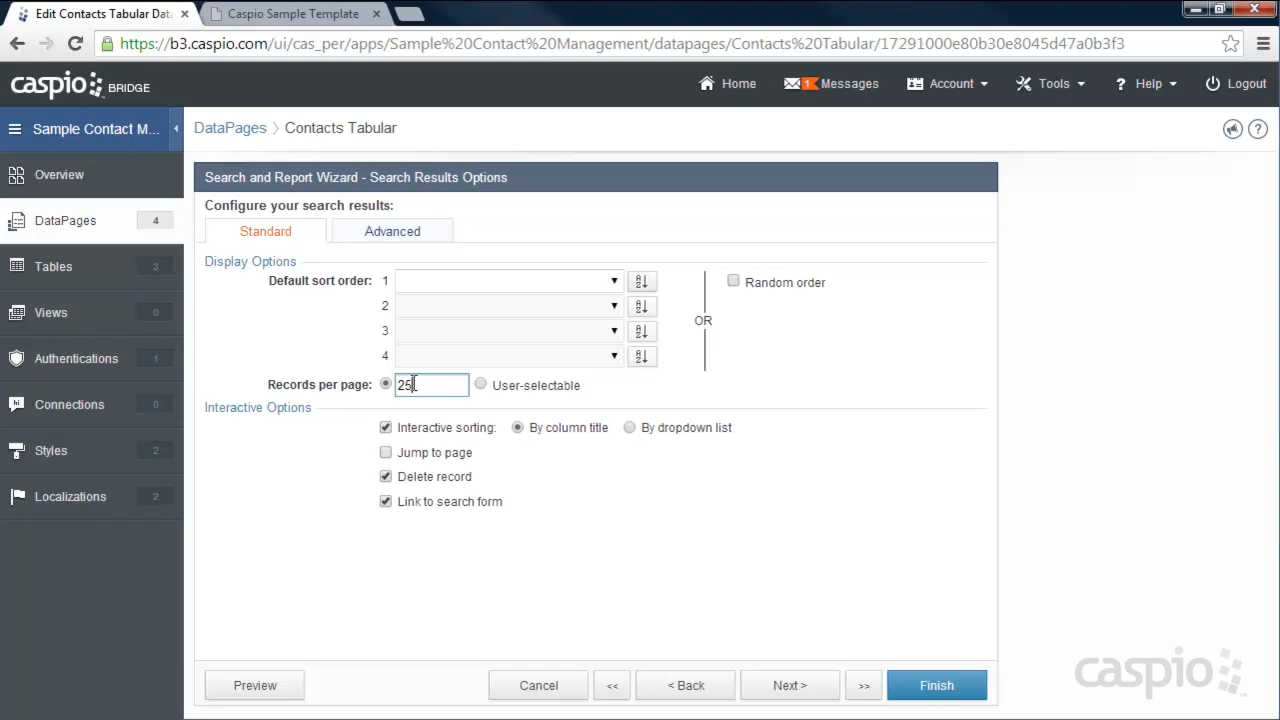 Edit Contacts Tabular Dat
Caspio Sample Template
https://b3.caspio.com/ui/cas_per/apps/Sample%20Contact%20Management/datapages/Contacts%20Tabular/17291000e80b30e8045d47a0b3f3
caspio BRIDGE
Home
1 Messages
Account
Tools
? Help
Logout
Sample Contact M...
DataPages
Contacts Tabular
?
Overview
DataPages 4
Tables 3
Views 0
Authentications 1
hi Connections 0
Styles 2
Localizations 2
Search and Report Wizard - Search Results Options
Configure your search results:
Standard
Advanced
Display Options
Default sort order: 1
2
3
4
OR
Random order
Records per page: 25 User-selectable
Interactive Options
Interactive sorting: By column title By dropdown list
Jump to page
Delete record
Link to search form
Preview
Cancel
<<
< Back
Next >
>>
Finish
caspio